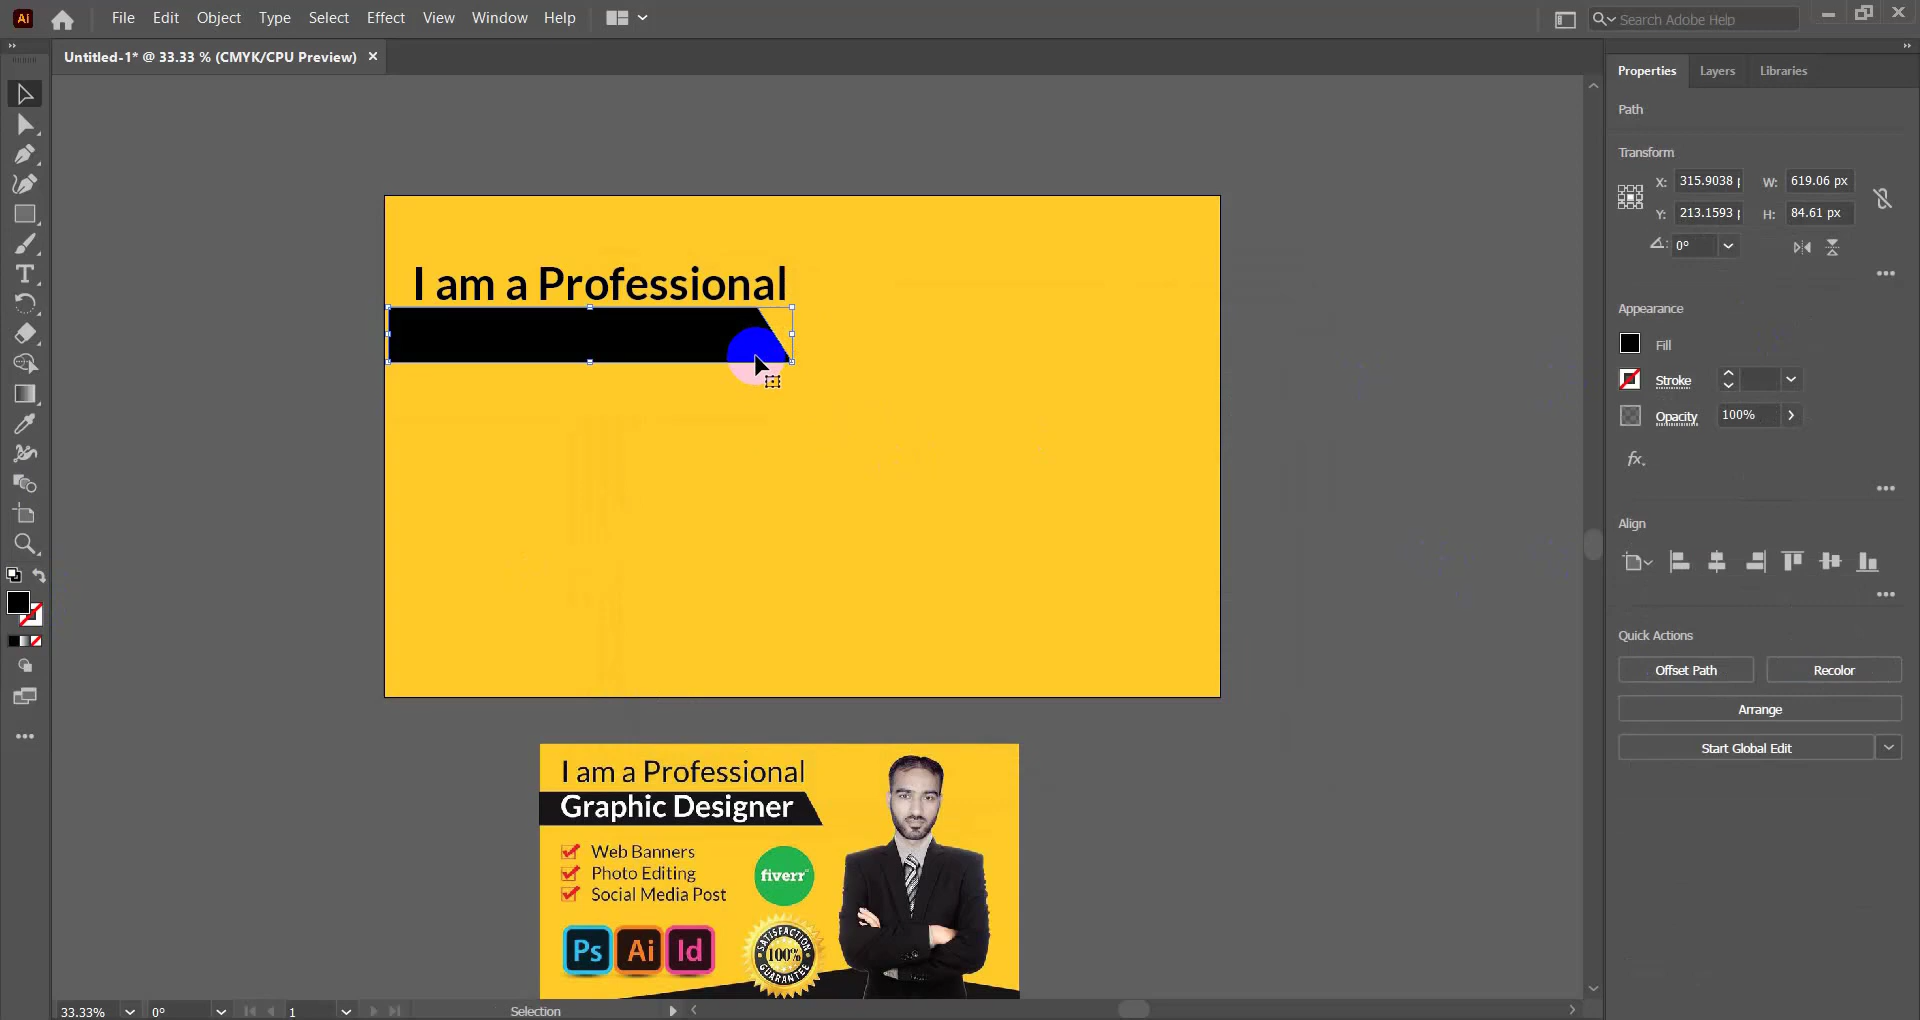 Ai File Edit Object Type Select Effect View Window Help Search Adobe Help
Untitled-1* @ 33.33 % (CMYK/CPU Preview) ×
Properties Layers Libraries
Path
Transform
X: 315.9038 p W: 619.06 px
Y: 213.1593 p H: 84.61 px
0°
Appearance
Fill
Stroke
Opacity 100%
fx.
Align
Quick Actions
Offset Path Recolor
Arrange
Start Global Edit
I am a Professional
I am a Professional
Graphic Designer
Web Banners
Photo Editing
Social Media Post
fiverr
Ps Ai Id
SATISFACTION
100%
GUARANTEE
33.33% 0° 1 Selection